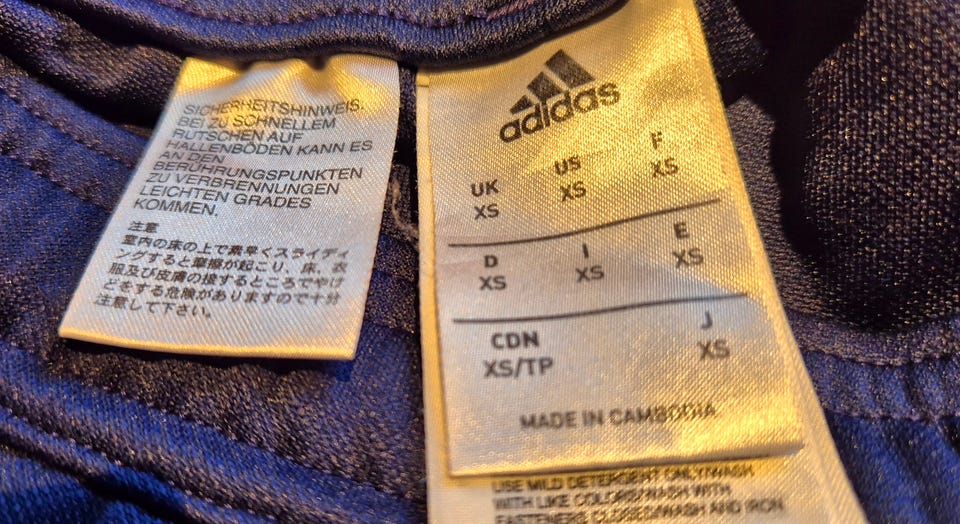 SICHERHEITSHINWEIS.
BEI ZU SCHNELLEM
RUTSCHEN AUF
HALLENBÖDEN KANN ES
AN DEN
BERÜHRUNGSPUNKTEN
ZU VERBRENNUNGEN
LEICHTEN GRADES
KOMMEN.
注意
室内の床の上で素早くスライディ
ングすると摩擦が起こり、床、衣
服及び皮膚の接するところでやけ
どをする危険がありますので十分
注意して下さい。
adidas
UK US F
XS XS XS
D I E
XS XS XS
CDN J
XS/TP XS
MADE IN CAMBODIA
USE MILD DETERGENT ONLY/WASH
WITH LIKE COLORS/WASH WITH
FASTENERS CLOSED/WASH AND IRON